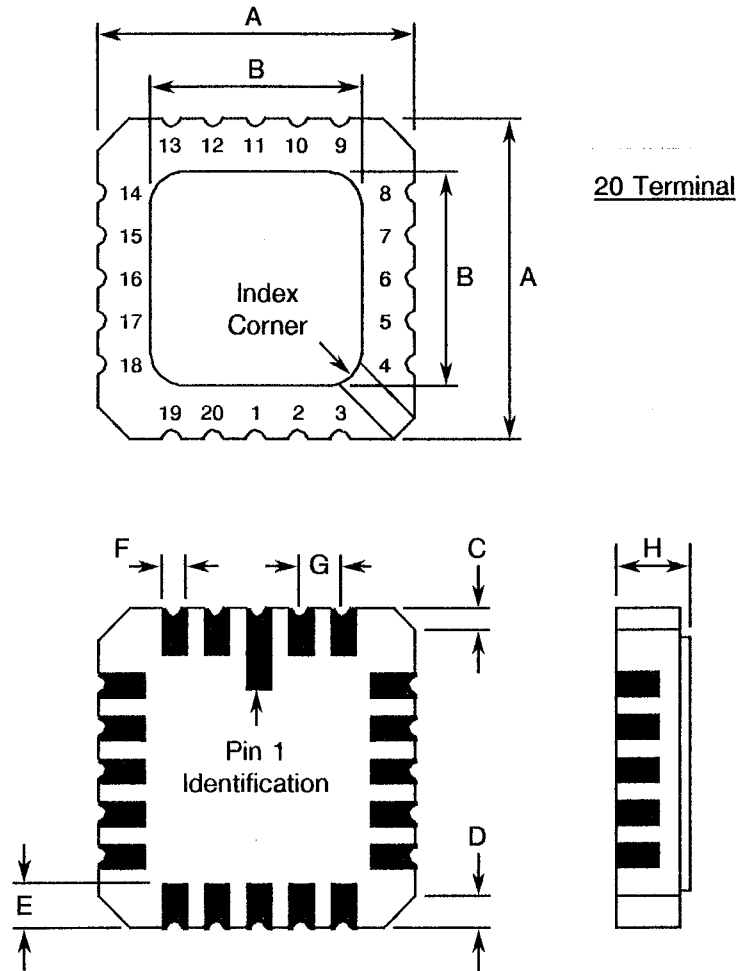 A
B
13 12 11 10 9
20 Terminal
14 8
15 7
16 6
17 5
18 4
B
A
Index
Corner
19 20 1 2 3
F
G
C
H
Pin 1
Identification
D
E